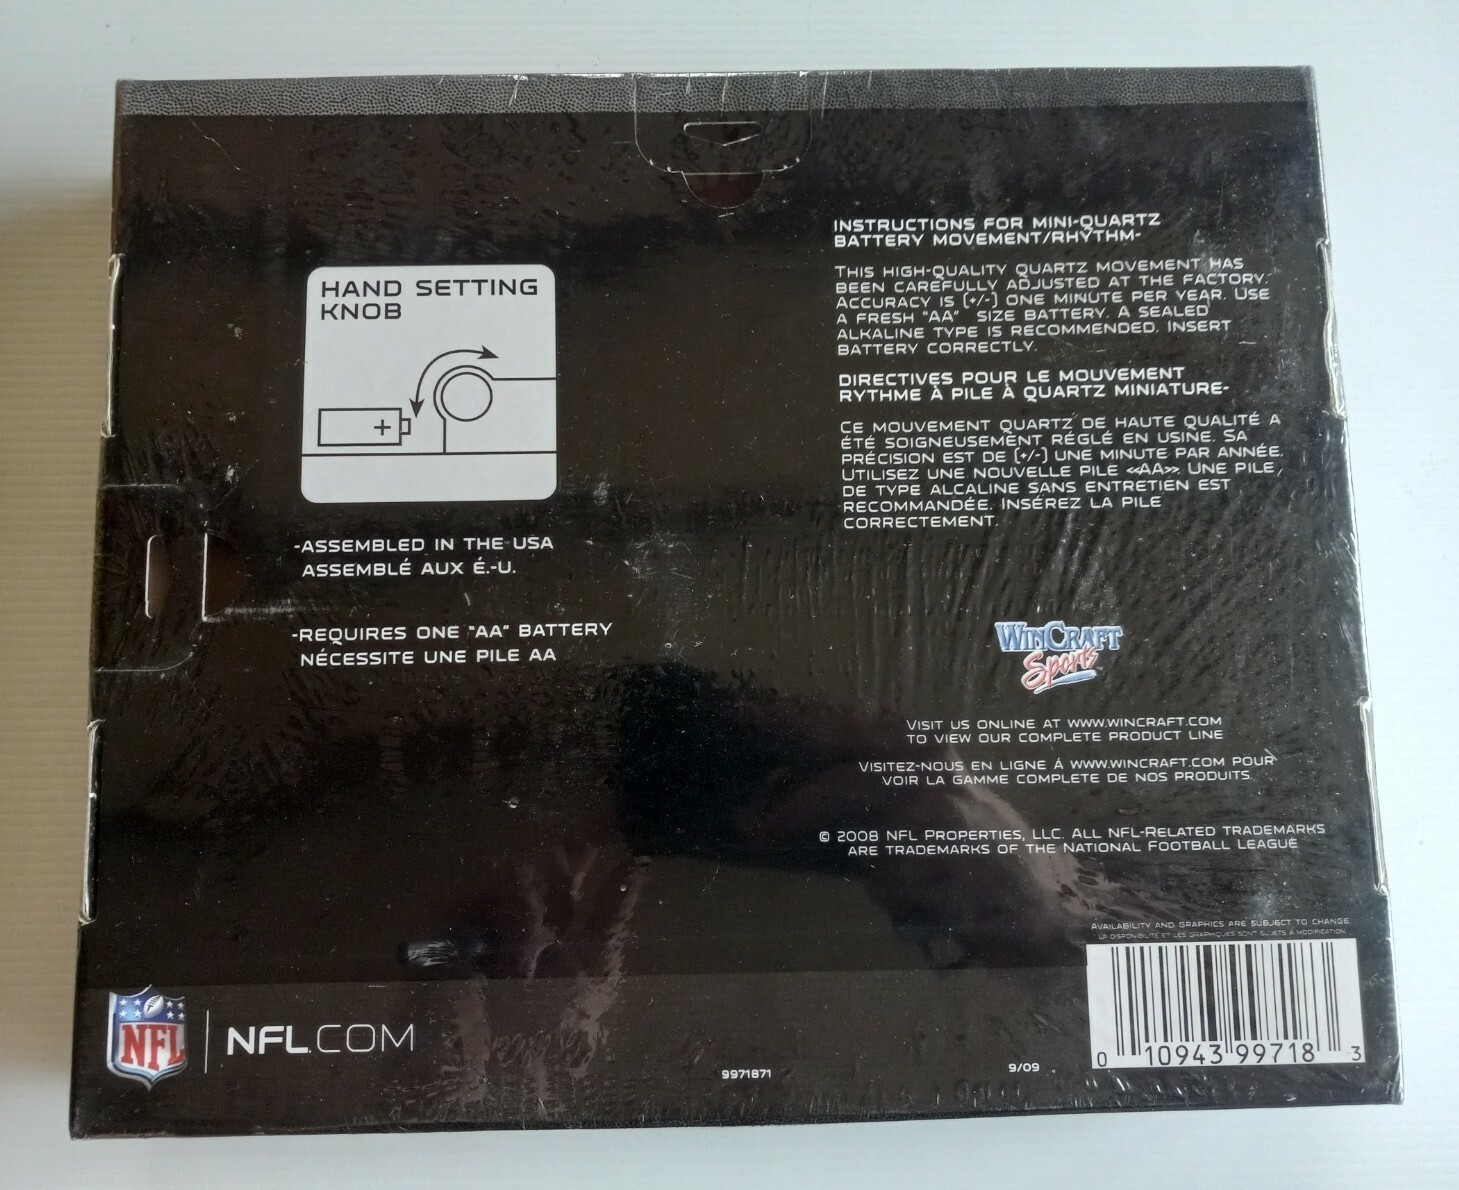 HAND SETTING
KNOB
+
-ASSEMBLED IN THE USA
ASSEMBLÉ AUX É.-U.
-REQUIRES ONE "AA" BATTERY
NÉCESSITE UNE PILE AA
INSTRUCTIONS FOR MINI-QUARTZ
BATTERY MOVEMENT/RHYTHM-
THIS HIGH-QUALITY QUARTZ MOVEMENT HAS
BEEN CAREFULLY ADJUSTED AT THE FACTORY.
ACCURACY IS (+/-) ONE MINUTE PER YEAR. USE
A FRESH "AA" SIZE BATTERY. A SEALED
ALKALINE TYPE IS RECOMMENDED. INSERT
BATTERY CORRECTLY.
DIRECTIVES POUR LE MOUVEMENT
RYTHME À PILE À QUARTZ MINIATURE-
CE MOUVEMENT QUARTZ DE HAUTE QUALITÉ A
ÉTÉ SOIGNEUSEMENT RÉGLÉ EN USINE. SA
PRÉCISION EST DE (+/-) UNE MINUTE PAR ANNÉE.
UTILISEZ UNE NOUVELLE PILE «AA». UNE PILE,
DE TYPE ALCALINE SANS ENTRETIEN EST
RECOMMANDÉE. INSÉREZ LA PILE
CORRECTEMENT.
WINCRAFT
Sports
VISIT US ONLINE AT WWW.WINCRAFT.COM
TO VIEW OUR COMPLETE PRODUCT LINE
VISITEZ-NOUS EN LIGNE Á WWW.WINCRAFT.COM POUR
VOIR LA GAMME COMPLETE DE NOS PRODUITS.
© 2008 NFL PROPERTIES, LLC. ALL NFL-RELATED TRADEMARKS
ARE TRADEMARKS OF THE NATIONAL FOOTBALL LEAGUE
AVAILABILITY AND GRAPHICS ARE SUBJECT TO CHANGE
LA DISPONIBILITE ET LES GRAPHIQUES SONT SUJETS À MODIFICATION
0 10943 99718 3
NFL
NFL.COM
9971871
9/09